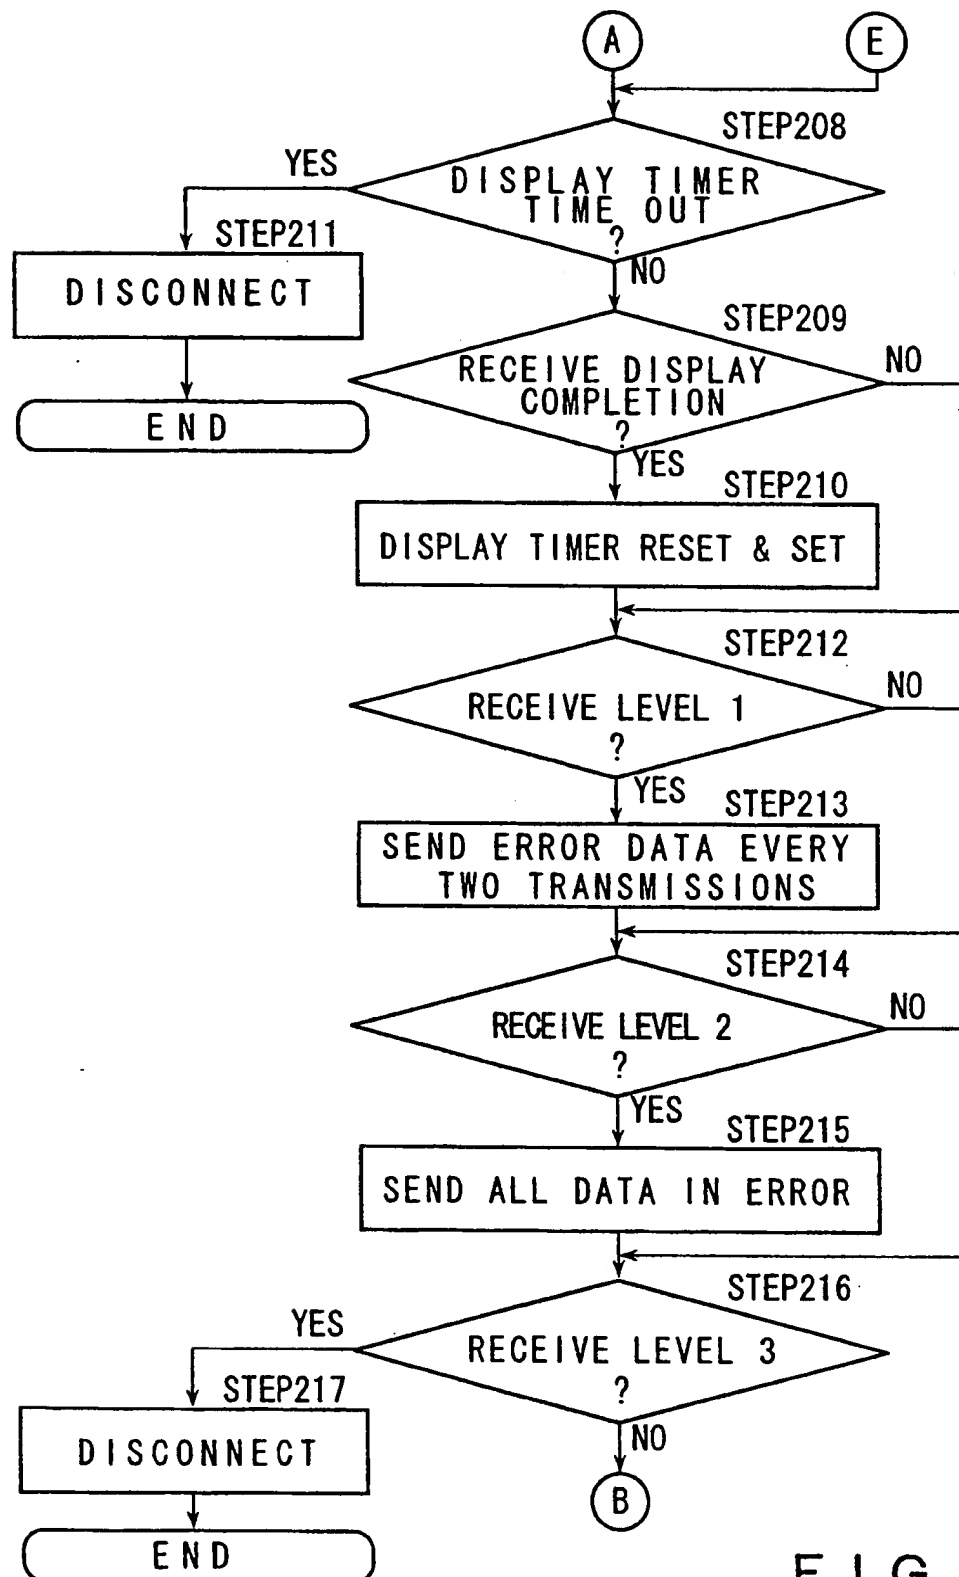 A
E
STEP208
YES
DISPLAY TIMER
TIME OUT
?
STEP211
NO
DISCONNECT
STEP209
NO
RECEIVE DISPLAY
COMPLETION
?
END
YES
STEP210
DISPLAY TIMER RESET & SET
STEP212
NO
RECEIVE LEVEL 1
?
YES
STEP213
SEND ERROR DATA EVERY
TWO TRANSMISSIONS
STEP214
NO
RECEIVE LEVEL 2
?
YES
STEP215
SEND ALL DATA IN ERROR
STEP216
YES
RECEIVE LEVEL 3
?
STEP217
NO
DISCONNECT
B
END
FIG